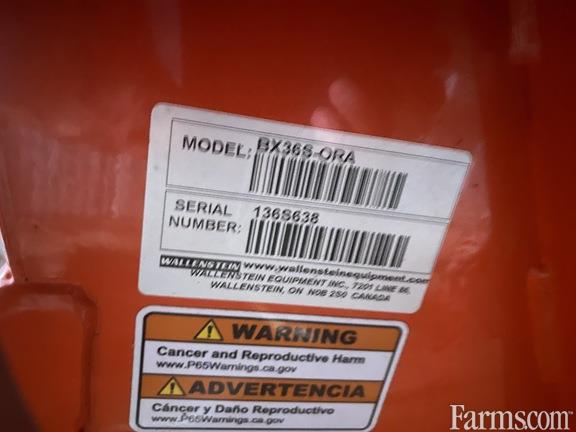 MODEL: BX36S-ORA
SERIAL NUMBER: 136S638
WALLENSTEIN www.wallensteinequipment.com
WALLENSTEIN EQUIPMENT INC., 7201 LINE 86,
WALLENSTEIN, ON N0B 2S0 CANADA
⚠ WARNING
Cancer and Reproductive Harm
www.P65Warnings.ca.gov
⚠ ADVERTENCIA
Cáncer y Daño Reproductivo
www.P65Warnings.ca.gov
Farms.com